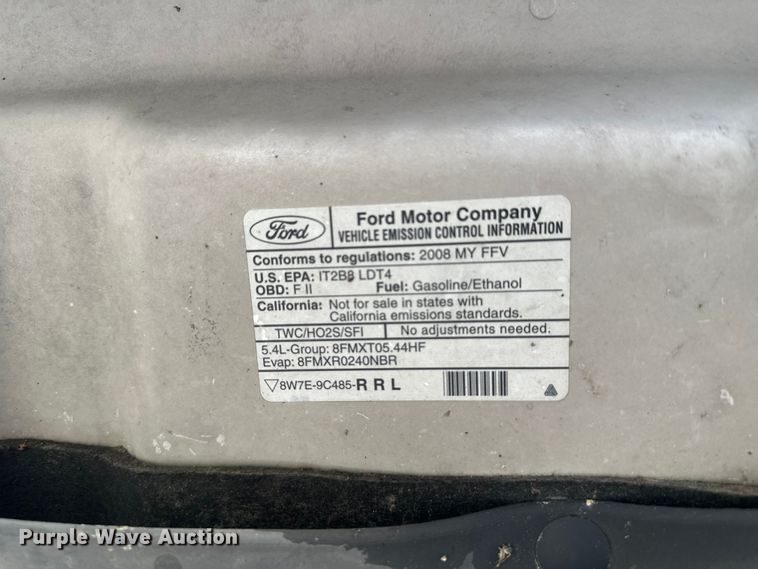 Ford
Ford Motor Company
VEHICLE EMISSION CONTROL INFORMATION
Conforms to regulations: 2008 MY FFV
U.S. EPA: IT2B8 LDT4
OBD: F II Fuel: Gasoline/Ethanol
California: Not for sale in states with
California emissions standards.
TWC/HO2S/SFI No adjustments needed.
5.4L-Group: 8FMXT05.44HF
Evap: 8FMXR0240NBR
8W7E-9C485-R R L
Purple Wave Auction